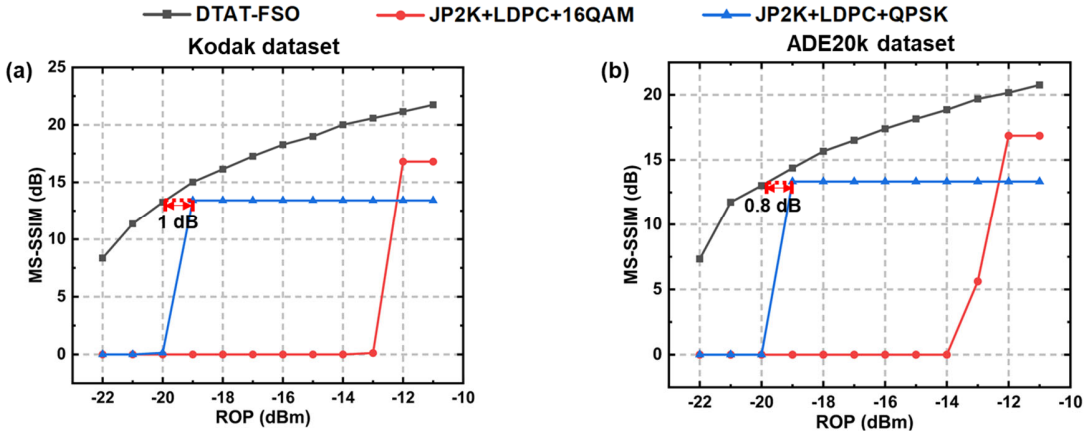 DTAT-FSO JP2K+LDPC+16QAM JP2K+LDPC+QPSK
Kodak dataset
(a)
MS-SSIM (dB)
25
20
15
10
5
0
1 dB
-22 -20 -18 -16 -14 -12 -10
ROP (dBm)
ADE20k dataset
(b)
MS-SSIM (dB)
20
15
10
5
0
0.8 dB
-22 -20 -18 -16 -14 -12 -10
ROP (dBm)